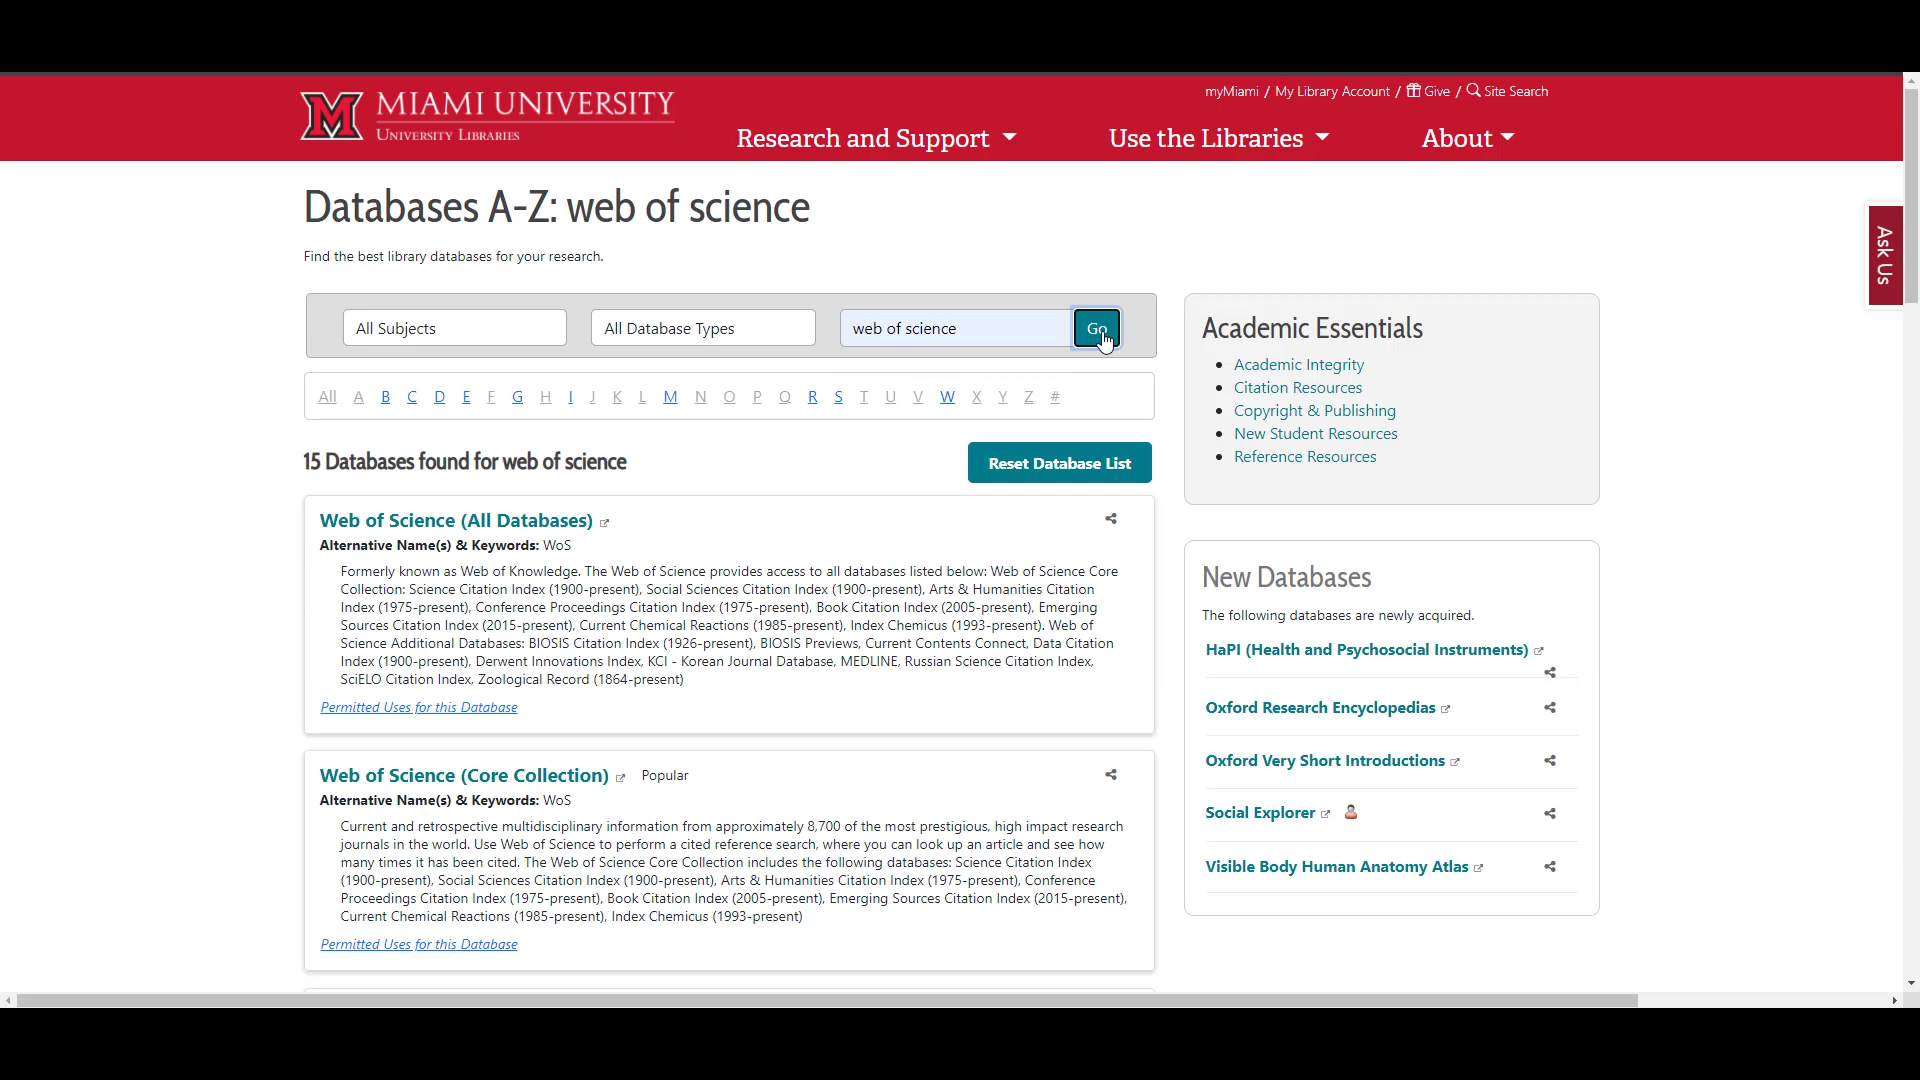 MIAMI UNIVERSITY
UNIVERSITY LIBRARIES
myMiami / My Library Account / Give / Site Search
Research and Support
Use the Libraries
About
Databases A-Z: web of science
Find the best library databases for your research.
All Subjects
All Database Types
web of science
Go
All A B C D E F G H I J K L M N O P Q R S T U V W X Y Z #
15 Databases found for web of science
Reset Database List
Web of Science (All Databases)
Alternative Name(s) & Keywords: WoS
Formerly known as Web of Knowledge. The Web of Science provides access to all databases listed below: Web of Science Core
Collection: Science Citation Index (1900-present), Social Sciences Citation Index (1900-present), Arts & Humanities Citation
Index (1975-present), Conference Proceedings Citation Index (1975-present), Book Citation Index (2005-present), Emerging
Sources Citation Index (2015-present), Current Chemical Reactions (1985-present), Index Chemicus (1993-present). Web of
Science Additional Databases: BIOSIS Citation Index (1926-present), BIOSIS Previews, Current Contents Connect, Data Citation
Index (1900-present), Derwent Innovations Index, KCI - Korean Journal Database, MEDLINE, Russian Science Citation Index,
SciELO Citation Index, Zoological Record (1864-present)
Permitted Uses for this Database
Web of Science (Core Collection)
Popular
Alternative Name(s) & Keywords: WoS
Current and retrospective multidisciplinary information from approximately 8,700 of the most prestigious, high impact research
journals in the world. Use Web of Science to perform a cited reference search, where you can look up an article and see how
many times it has been cited. The Web of Science Core Collection includes the following databases: Science Citation Index
(1900-present), Social Sciences Citation Index (1900-present), Arts & Humanities Citation Index (1975-present), Conference
Proceedings Citation Index (1975-present), Book Citation Index (2005-present), Emerging Sources Citation Index (2015-present),
Current Chemical Reactions (1985-present), Index Chemicus (1993-present)
Permitted Uses for this Database
Academic Essentials
Academic Integrity
Citation Resources
Copyright & Publishing
New Student Resources
Reference Resources
New Databases
The following databases are newly acquired.
HaPI (Health and Psychosocial Instruments)
Oxford Research Encyclopedias
Oxford Very Short Introductions
Social Explorer
Visible Body Human Anatomy Atlas
Ask Us